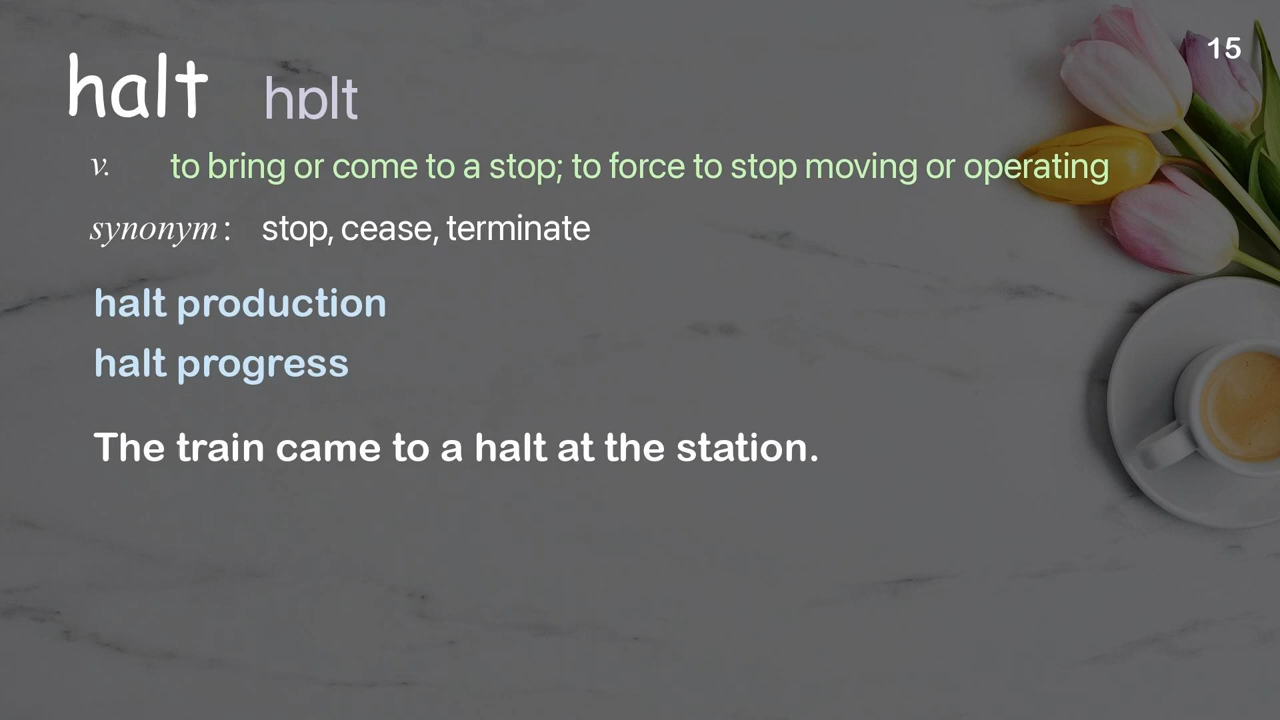 15
halt hɒlt
v. to bring or come to a stop; to force to stop moving or operating
synonym: stop, cease, terminate
halt production
halt progress
The train came to a halt at the station.